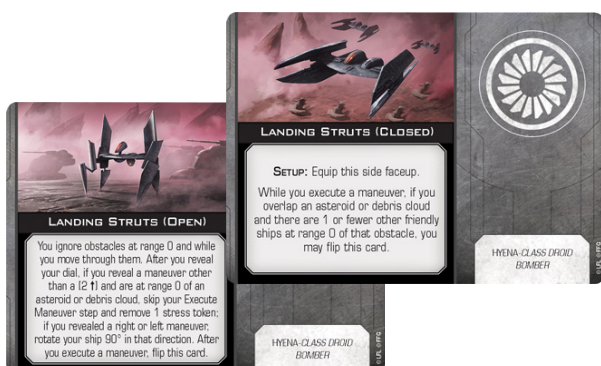 LANDING STRUTS (CLOSED)
SETUP: Equip this side faceup.
While you execute a maneuver, if you
overlap an asteroid or debris cloud
and there are 1 or fewer other friendly
ships at range 0 of that obstacle, you
may flip this card.
HYENA-CLASS DROID
BOMBER
©LFL ©FFG
LANDING STRUTS (OPEN)
You ignore obstacles at range 0 and while
you move through them. After you reveal
your dial, if you reveal a maneuver other
than a [2 ⬆] and are at range 0 of an
asteroid or debris cloud, skip your Execute
Maneuver step and remove 1 stress token;
if you revealed a right or left maneuver,
rotate your ship 90° in that direction. After
you execute a maneuver, flip this card.
HYENA-CLASS DROID
BOMBER
©LFL ©FFG